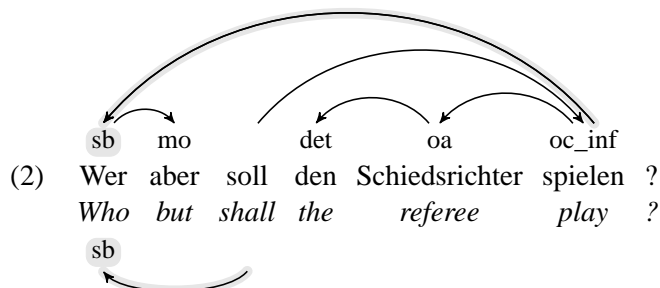 sb mo det oa oc_inf
(2) Wer aber soll den Schiedsrichter spielen ?
Who but shall the referee play ?
sb